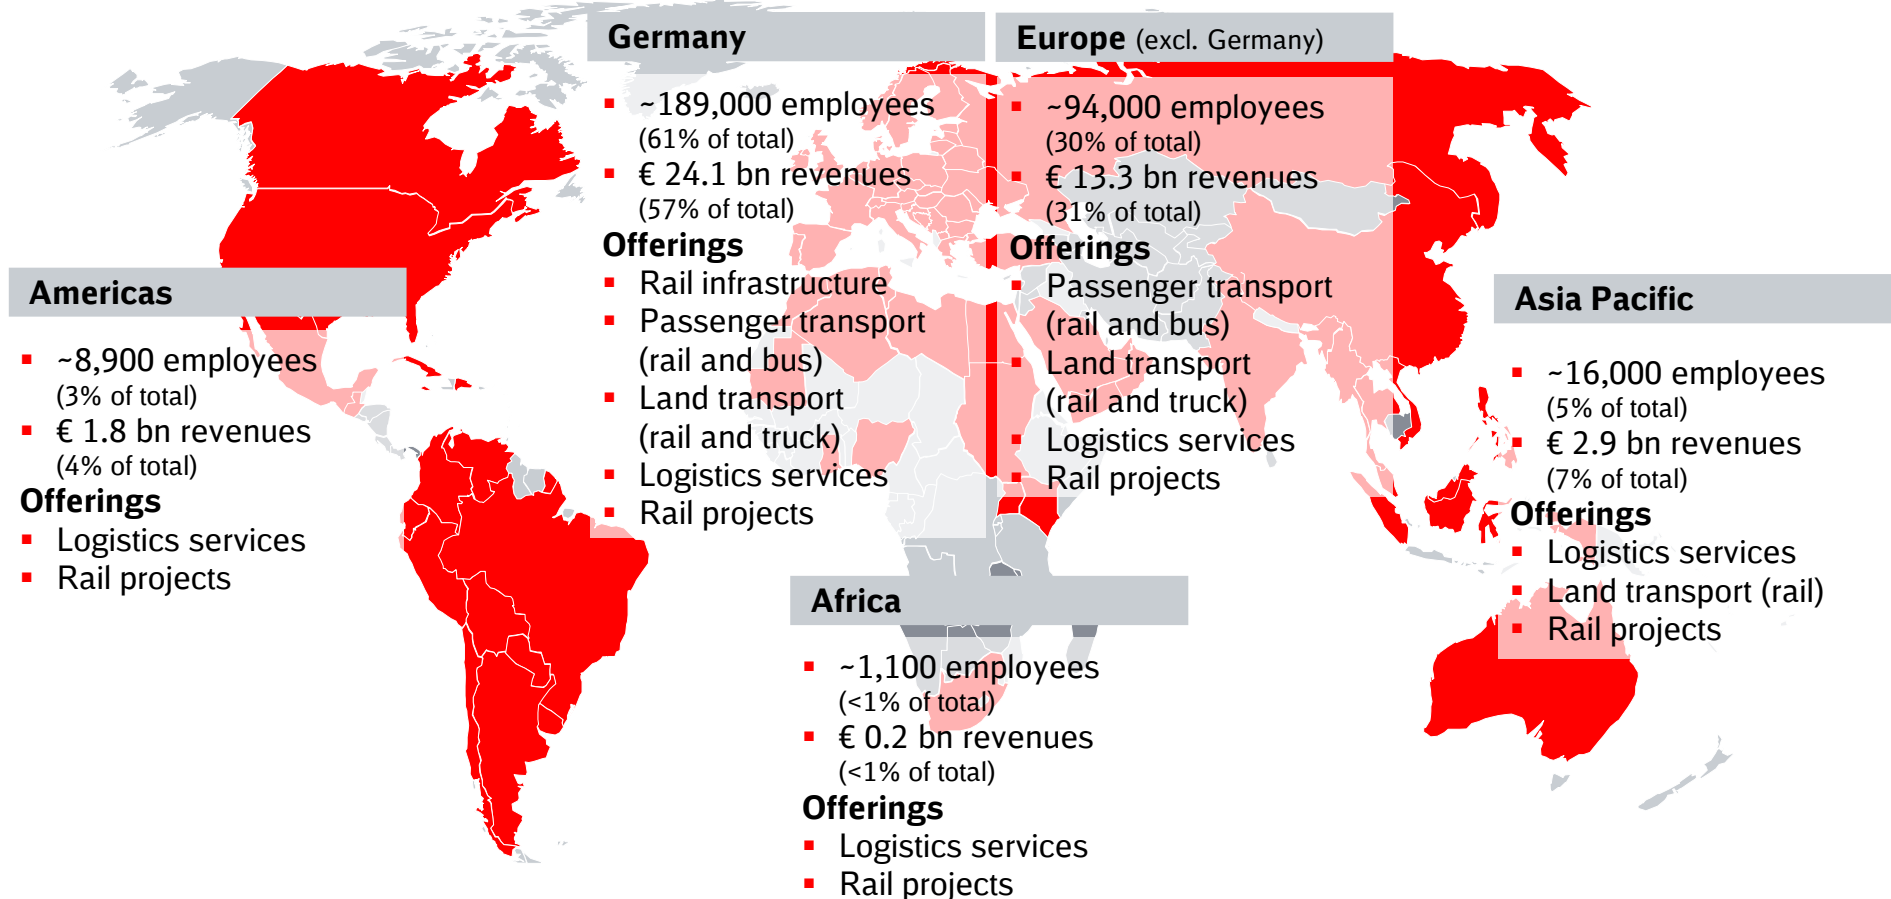 Germany
~189,000 employees
(61% of total)
€ 24.1 bn revenues
(57% of total)
Offerings
Rail infrastructure
Passenger transport
(rail and bus)
Land transport
(rail and truck)
Logistics services
Rail projects
Europe (excl. Germany)
~94,000 employees
(30% of total)
€ 13.3 bn revenues
(31% of total)
Offerings
Passenger transport
(rail and bus)
Land transport
(rail and truck)
Logistics services
Rail projects
Americas
~8,900 employees
(3% of total)
€ 1.8 bn revenues
(4% of total)
Offerings
Logistics services
Rail projects
Asia Pacific
~16,000 employees
(5% of total)
€ 2.9 bn revenues
(7% of total)
Offerings
Logistics services
Land transport (rail)
Rail projects
Africa
~1,100 employees
(<1% of total)
€ 0.2 bn revenues
(<1% of total)
Offerings
Logistics services
Rail projects